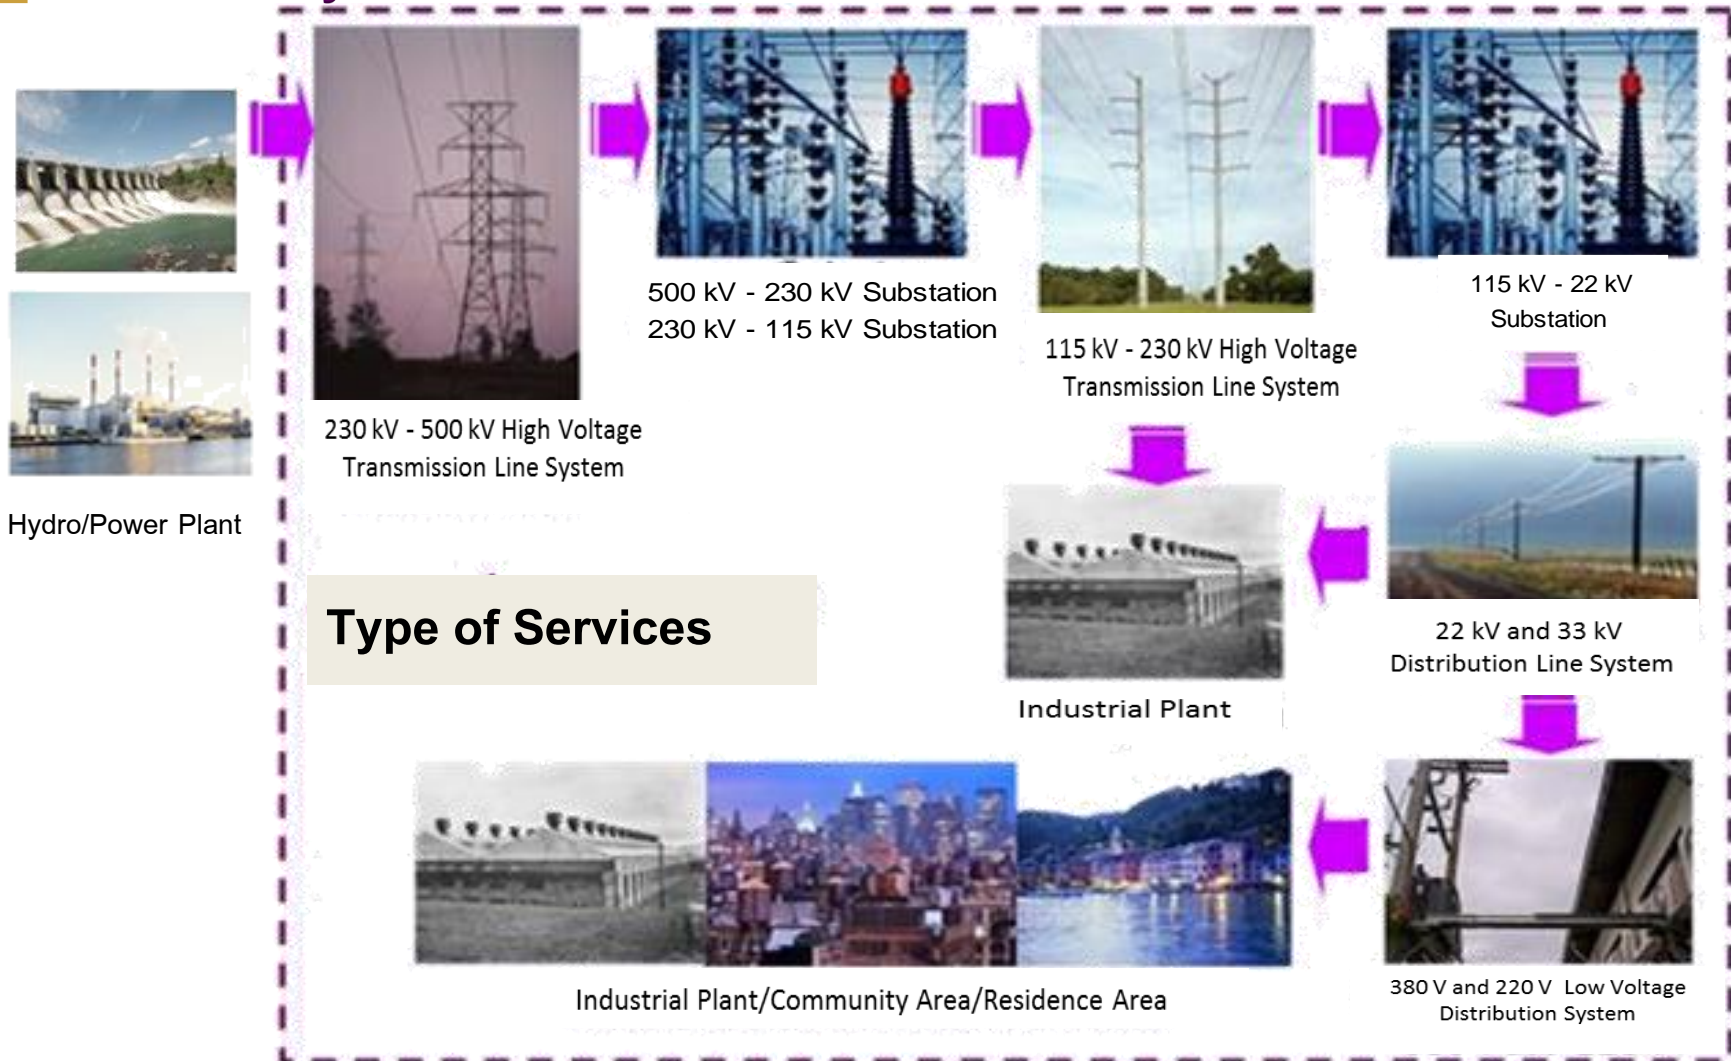 500 kV - 230 kV Substation
230 kV - 115 kV Substation
115 kV - 22 kV
Substation
115 kV - 230 kV High Voltage
Transmission Line System
230 kV - 500 kV High Voltage
Transmission Line System
Hydro/Power Plant
Type of Services
22 kV and 33 kV
Distribution Line System
Industrial Plant
380 V and 220 V Low Voltage
Distribution System
Industrial Plant/Community Area/Residence Area